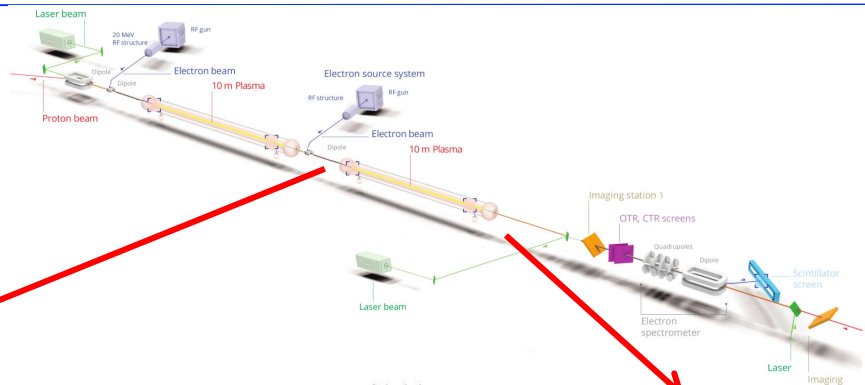 Laser beam
20 MeV
RF structure
RF gun
Dipole
Dipole
Electron beam
10 m Plasma
Proton beam
Electron source system
RF structure
RF gun
Electron beam
Dipole
10 m Plasma
Imaging station 1
OTR, CTR screens
Quadrupoles
Dipole
Scintillator
screen
Laser beam
Electron
spectrometer
Laser
Imaging